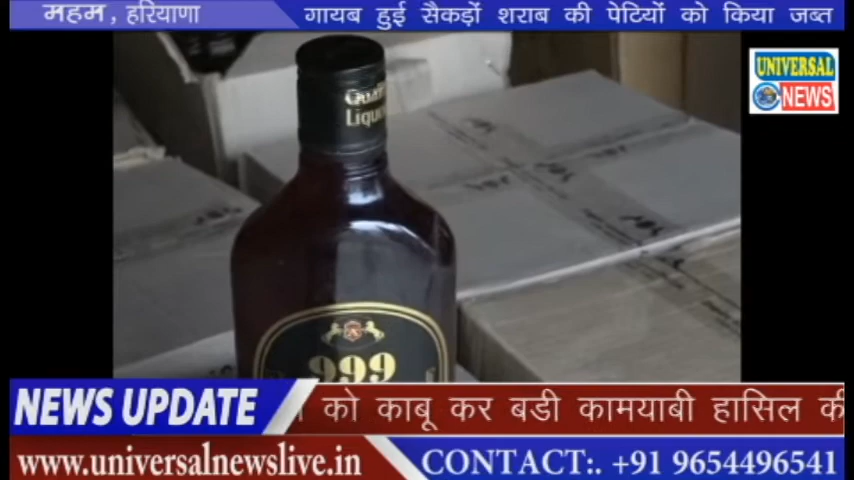 महम, हरियाणा
गायब हुई सैकड़ों शराब की पेटियों को किया जब्त
UNIVERSAL
NEWS
Liqu
999
NEWS UPDATE
को काबू कर बडी कामयाबी हासिल की
www.universalnewslive.in
CONTACT:. +91 9654496541